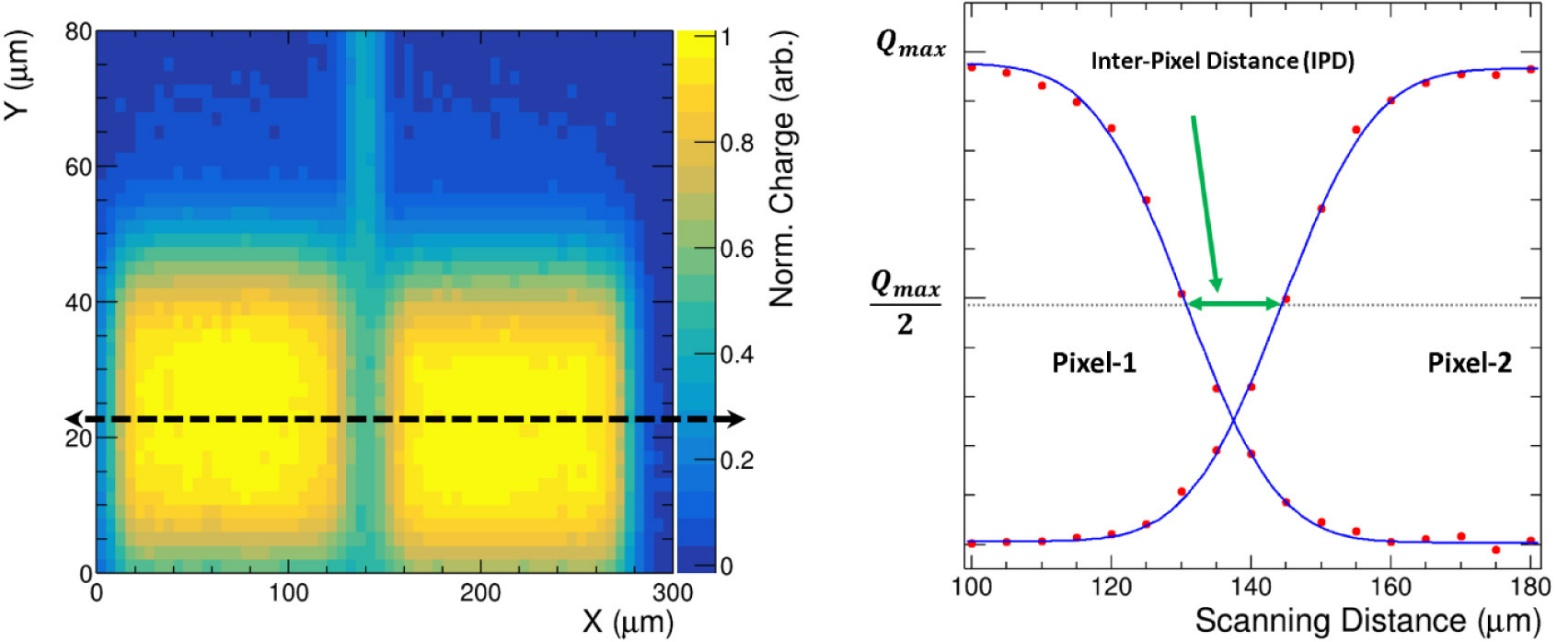 Y (μm)
80
60
40
20
0
0
100
200
300
X (μm)
1
0.8
0.6
0.4
0.2
0
Norm. Charge (arb.)
Qmax
Qmax
2
Inter-Pixel Distance (IPD)
Pixel-1
Pixel-2
100
120
140
160
180
Scanning Distance (μm)